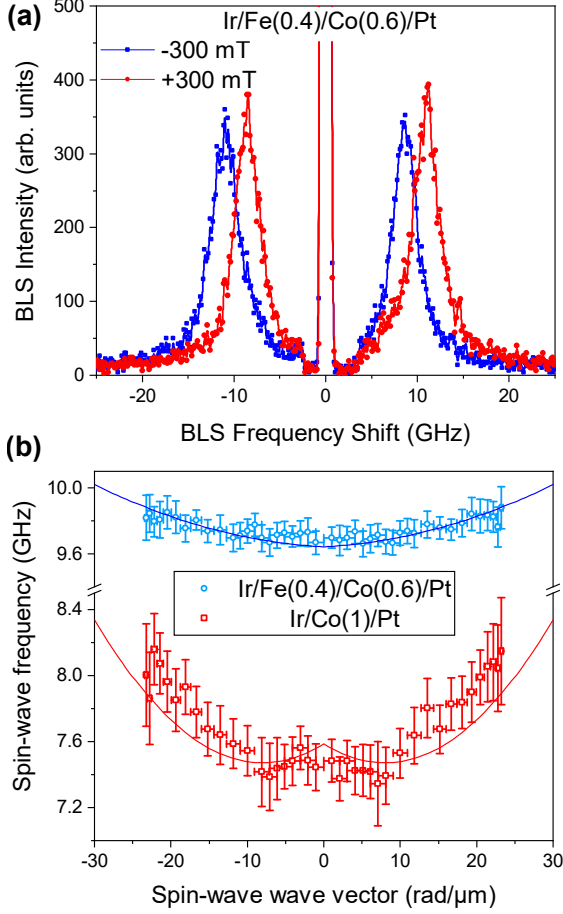 (a)
Ir/Fe(0.4)/Co(0.6)/Pt
-300 mT
+300 mT
500
400
300
200
100
0
BLS Intensity (arb. units)
-20
-10
0
10
20
BLS Frequency Shift (GHz)
(b)
10.0
9.6
8.4
8.0
7.6
7.2
Spin-wave frequency (GHz)
Ir/Fe(0.4)/Co(0.6)/Pt
Ir/Co(1)/Pt
-30
-20
-10
0
10
20
30
Spin-wave wave vector (rad/μm)